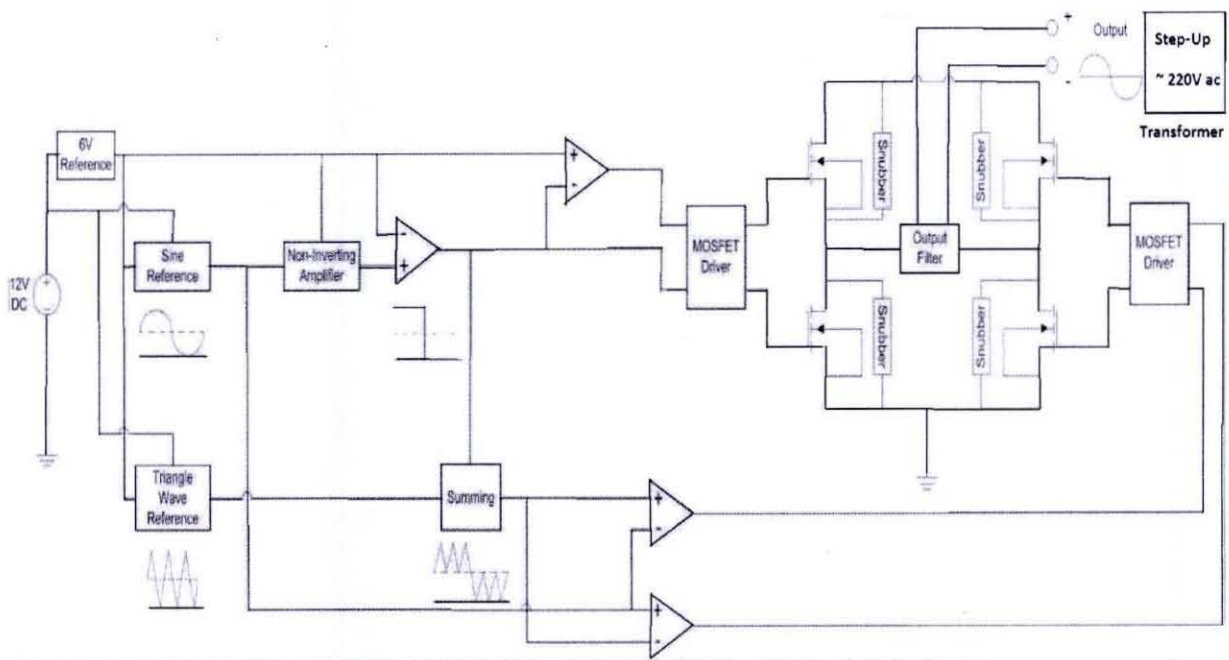 +
Output
-
Step-Up
~ 220V ac
Transformer
6V
Reference
+
-
Snubber
Snubber
12V
DC
+
-
Sine
Reference
Non-Inverting
Amplifier
-
+
MOSFET
Driver
Output
Filter
MOSFET
Driver
Snubber
Snubber
Triangle
Wave
Reference
Summing
+
-
+
-